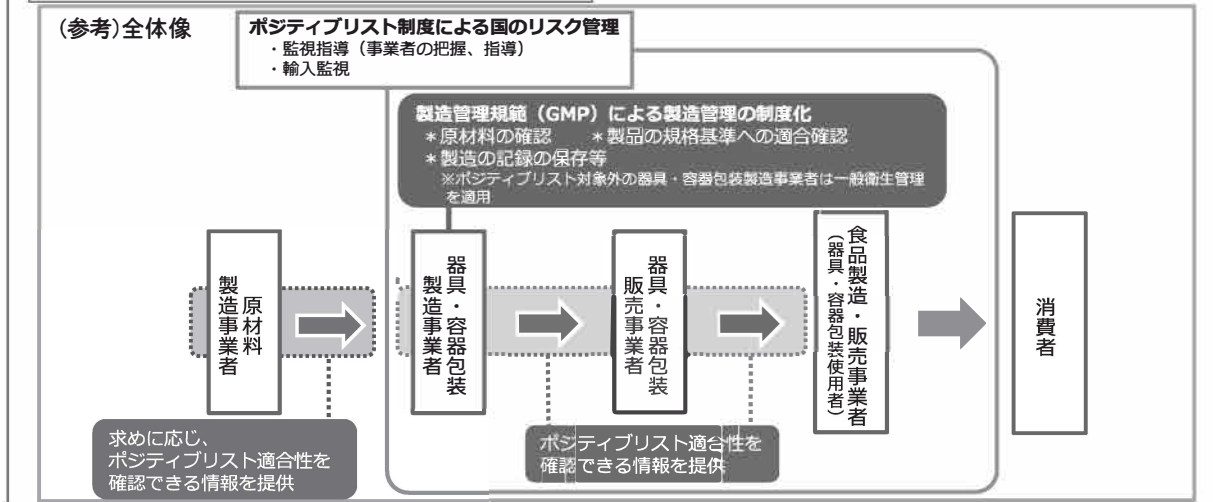 (参考)全体像
ポジティブリスト制度による国のリスク管理
・監視指導（事業者の把握、指導）
・輸入監視
製造管理規範（GMP）による製造管理の制度化
＊原材料の確認　＊製品の規格基準への適合確認
＊製造の記録の保存等
※ポジティブリスト対象外の器具・容器包装製造事業者は一般衛生管理
を適用
原材料
製造事業者
器具・容器包装
製造事業者
器具・容器包装
販売事業者
食品製造・販売事業者
（器具・容器包装使用者）
消費者
求めに応じ、
ポジティブリスト適合性を
確認できる情報を提供
ポジティブリスト適合性を
確認できる情報を提供